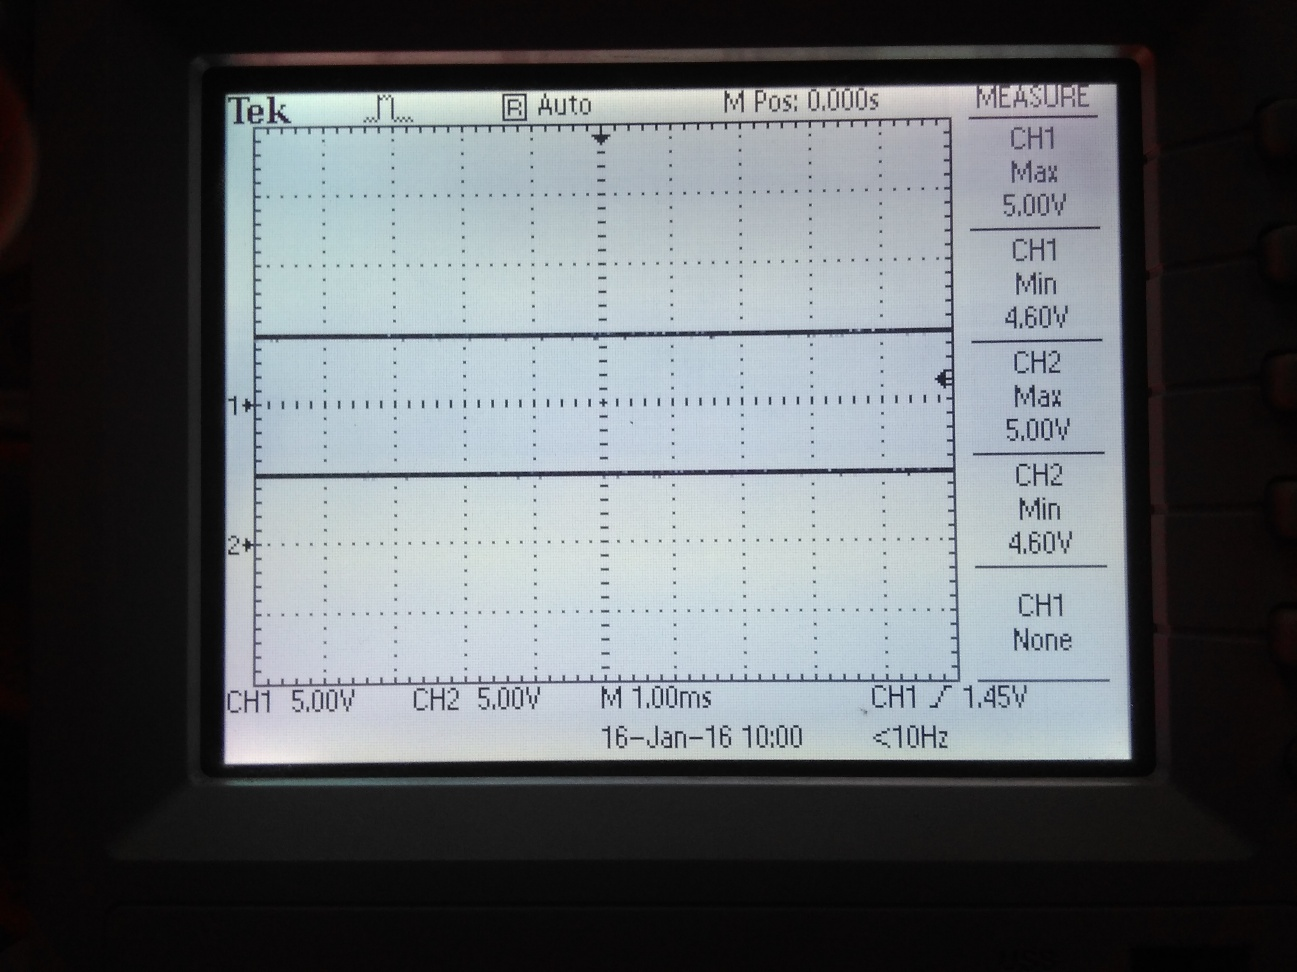 Tek R Auto M Pos: 0.000s MEASURE
CH1
Max
5.00V
CH1
Min
4.60V
CH2
Max
5.00V
1
CH2
Min
4.60V
2
CH1
None
CH1 5.00V CH2 5.00V M 1.00ms CH1 1.45V
16-Jan-16 10:00 <10Hz